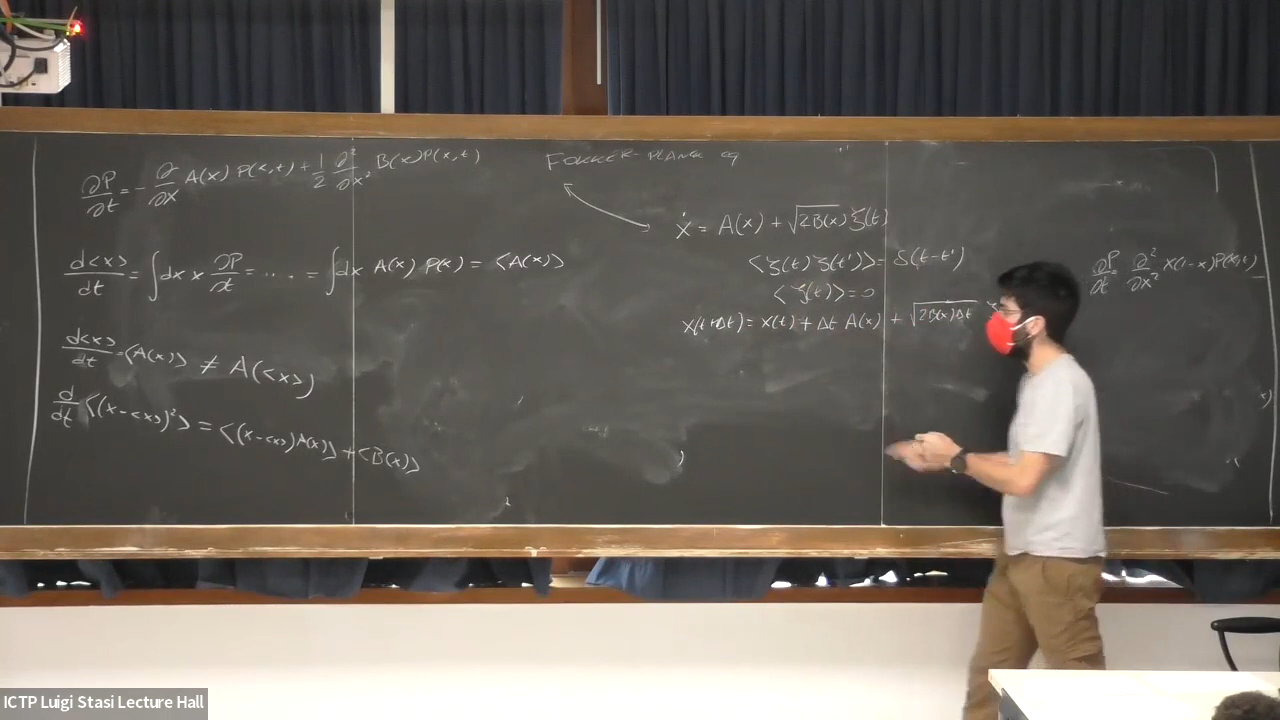 ∂P/∂t = -∂/∂x A(x) P(x,t) + 1/2 ∂²/∂x² B(x)P(x,t)
FOKKER-PLANK eq
ẋ = A(x) + √2B(x) ξ(t)
d<x>/dt = ∫dx x ∂P/∂t = .... = ∫dx A(x) P(x) = <A(x)>
<ξ(t) ξ(t')> = δ(t-t')
<ξ(t)> = 0
x(t+Δt) = x(t) + Δt A(x) + √2B(x)Δt
∂P/∂t = ∂²/∂x² x(1-x)P(x,t)
d<x>/dt = <A(x)> ≠ A(<x>)
d/dt <(x-<x>)²> = <(x-<x>)A(x)> + <B(x)>
ICTP Luigi Stasi Lecture Hall